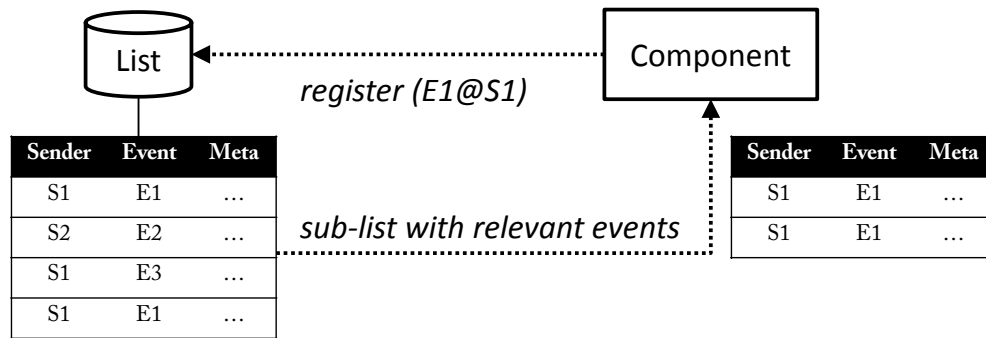 List
Component
register (E1@S1)
Sender Event Meta
S1 E1 ...
S2 E2 ...
S1 E3 ...
S1 E1 ...
sub-list with relevant events
Sender Event Meta
S1 E1 ...
S1 E1 ...